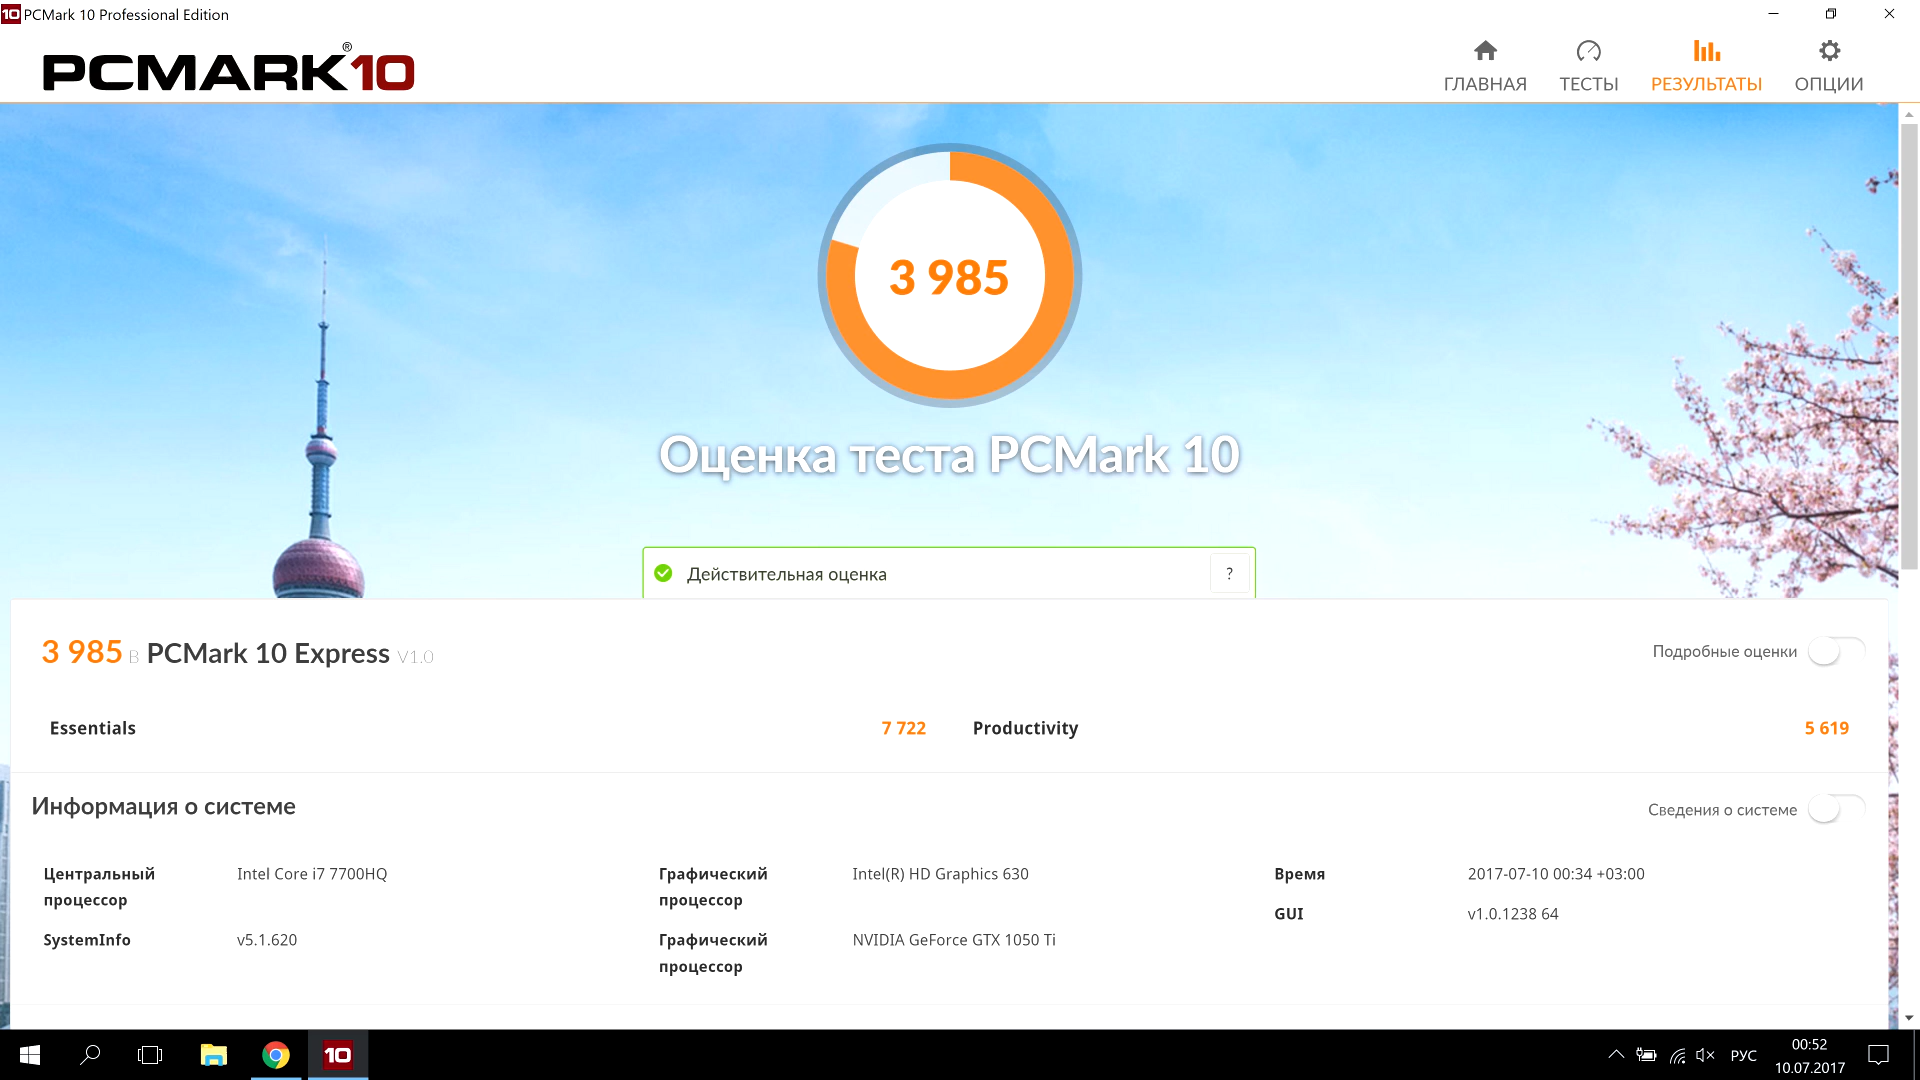 10 PCMark 10 Professional Edition
PCMARK®10
ГЛАВНАЯ
ТЕСТЫ
РЕЗУЛЬТАТЫ
ОПЦИИ
3 985
Оценка теста PCMark 10
Действительная оценка
?
3 985 В PCMark 10 Express V1.0
Подробные оценки
Essentials
7 722
Productivity
5 619
Информация о системе
Сведения о системе
Центральный процессор
Intel Core i7 7700HQ
SystemInfo
v5.1.620
Графический процессор
Intel(R) HD Graphics 630
Графический процессор
NVIDIA GeForce GTX 1050 Ti
Время
2017-07-10 00:34 +03:00
GUI
v1.0.1238 64
10
РУС
00:52
10.07.2017